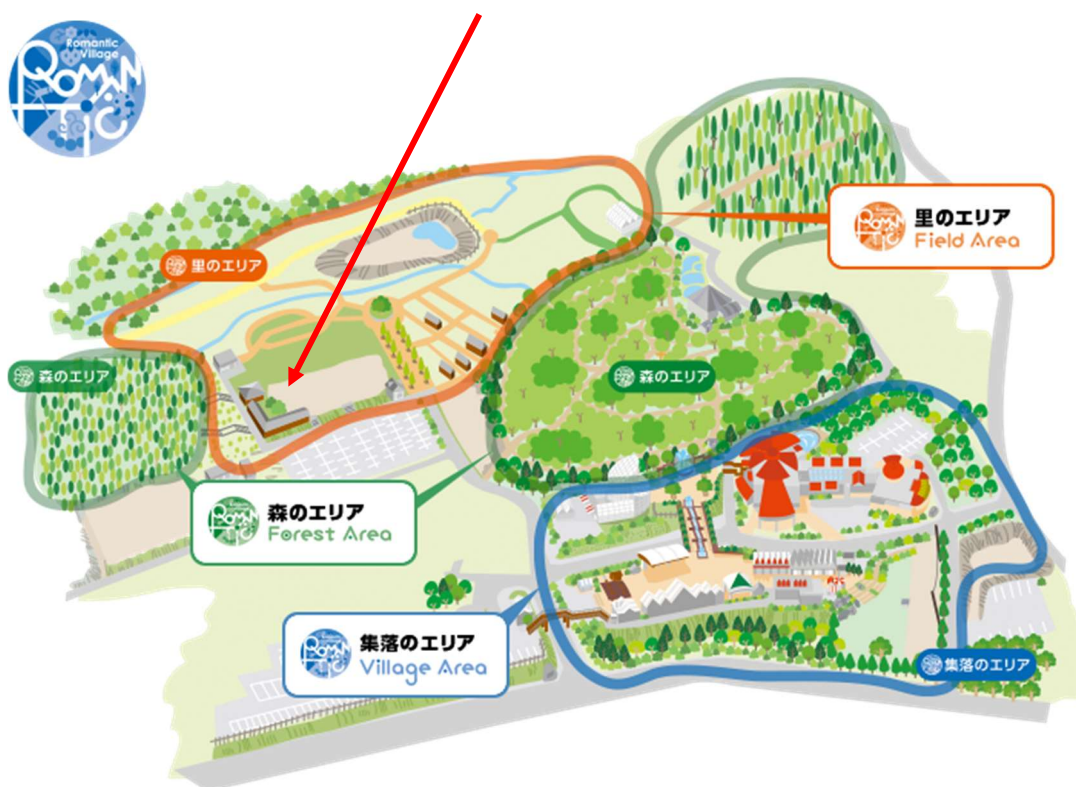 Romantic
Village
ROMANTIC
里のエリア
Field Area
里のエリア
森のエリア
森のエリア
森のエリア
Forest Area
集落のエリア
Village Area
集落のエリア